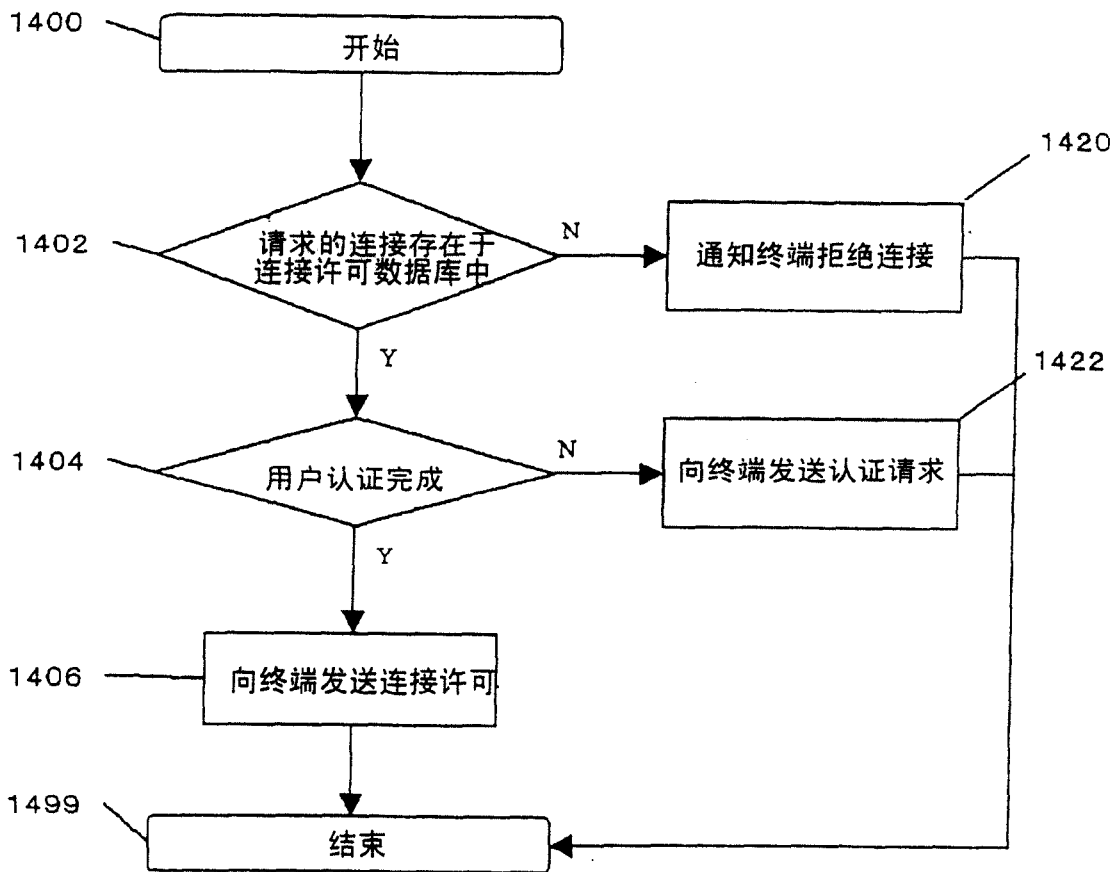 1400
开始
1420
1402
请求的连接存在于
连接许可数据库中
N
通知终端拒绝连接
Y
1422
1404
用户认证完成
N
向终端发送认证请求
Y
1406
向终端发送连接许可
1499
结束